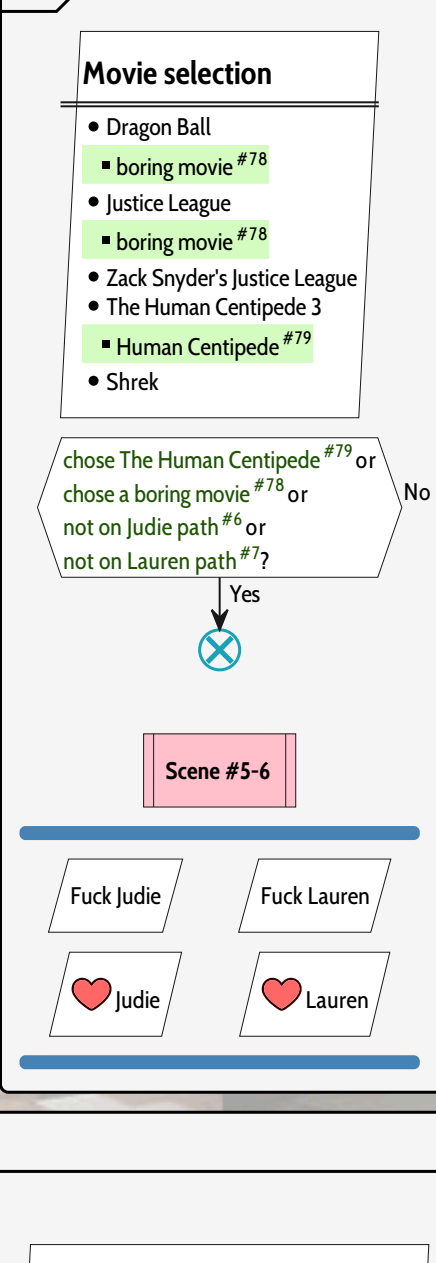 Movie selection
Dragon Ball
boring movie #78
Justice League
boring movie #78
Zack Snyder's Justice League
The Human Centipede 3
Human Centipede #79
Shrek
chose The Human Centipede #79 or
chose a boring movie #78 or
not on Judie path #6 or
not on Lauren path #7?
No
Yes
Scene #5-6
Fuck Judie
Fuck Lauren
Judie
Lauren